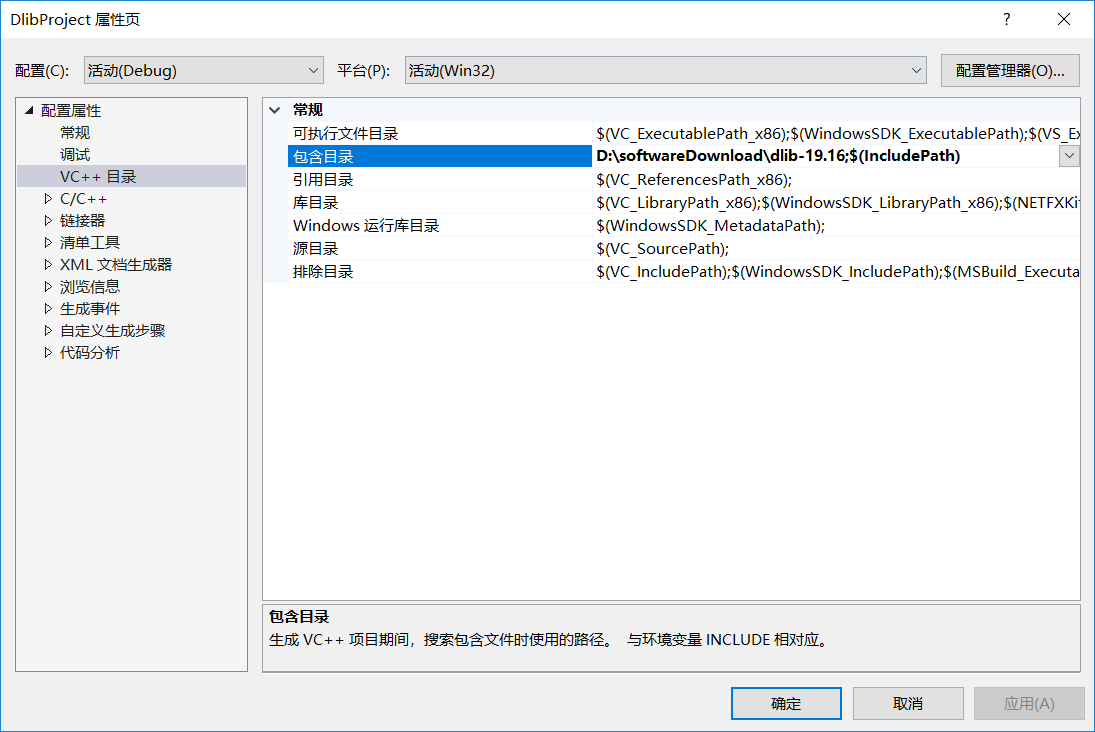 DlibProject 属性页
?
配置(C): 活动(Debug) 平台(P): 活动(Win32) 配置管理器(O)...
配置属性
常规
调试
VC++ 目录
C/C++
链接器
清单工具
XML 文档生成器
浏览信息
生成事件
自定义生成步骤
代码分析
常规
可执行文件目录 $(VC_ExecutablePath_x86);$(WindowsSDK_ExecutablePath);$(VS_Ex
包含目录 D:\softwareDownload\dlib-19.16;$(IncludePath)
引用目录 $(VC_ReferencesPath_x86);
库目录 $(VC_LibraryPath_x86);$(WindowsSDK_LibraryPath_x86);$(NETFXKi
Windows 运行库目录 $(WindowsSDK_MetadataPath);
源目录 $(VC_SourcePath);
排除目录 $(VC_IncludePath);$(WindowsSDK_IncludePath);$(MSBuild_Executa
包含目录
生成 VC++ 项目期间，搜索包含文件时使用的路径。 与环境变量 INCLUDE 相对应。
确定 取消 应用(A)